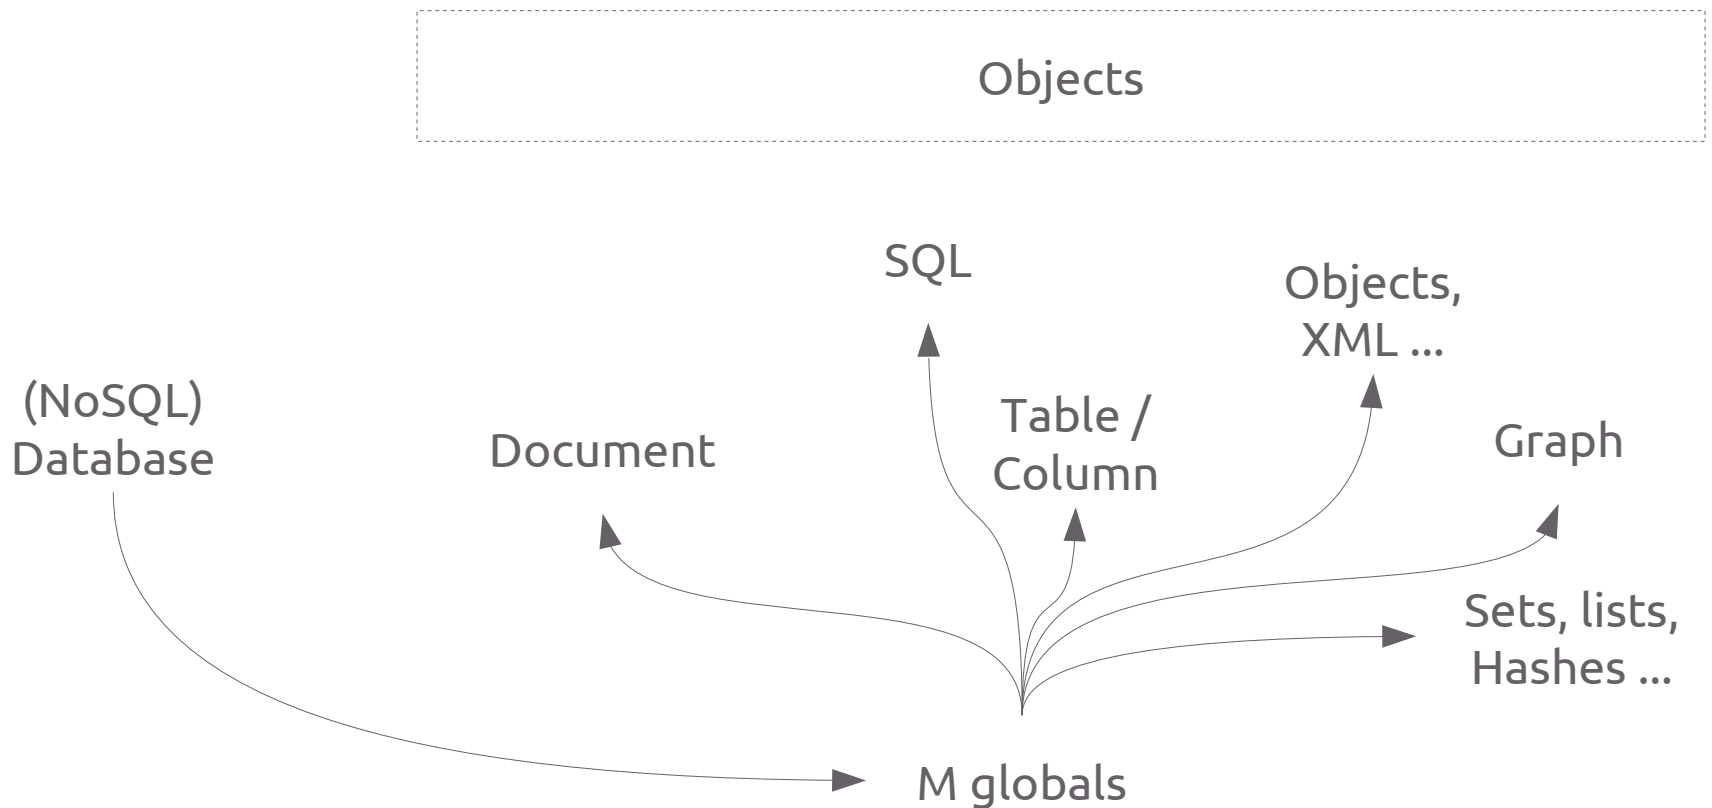 Objects
SQL
Objects,
XML ...
(NoSQL)
Database
Document
Table /
Column
Graph
Sets, lists,
Hashes ...
M globals